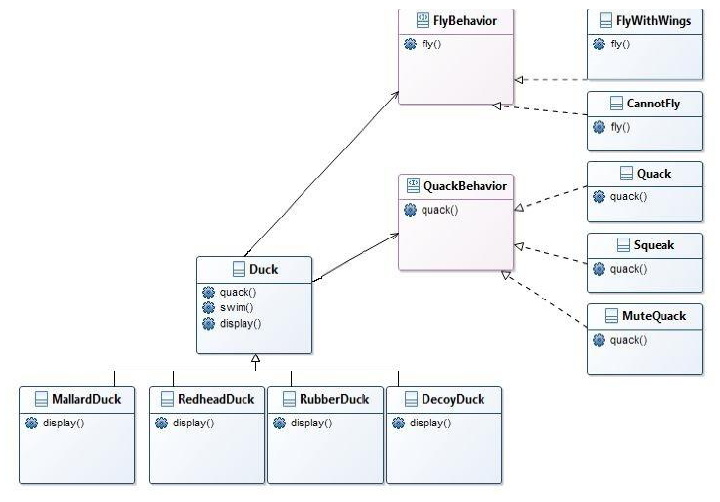 FlyBehavior
fly()
FlyWithWings
fly()
CannotFly
fly()
QuackBehavior
quack()
Quack
quack()
Squeak
quack()
MuteQuack
quack()
Duck
quack()
swim()
display()
MallardDuck
display()
RedheadDuck
display()
RubberDuck
display()
DecoyDuck
display()